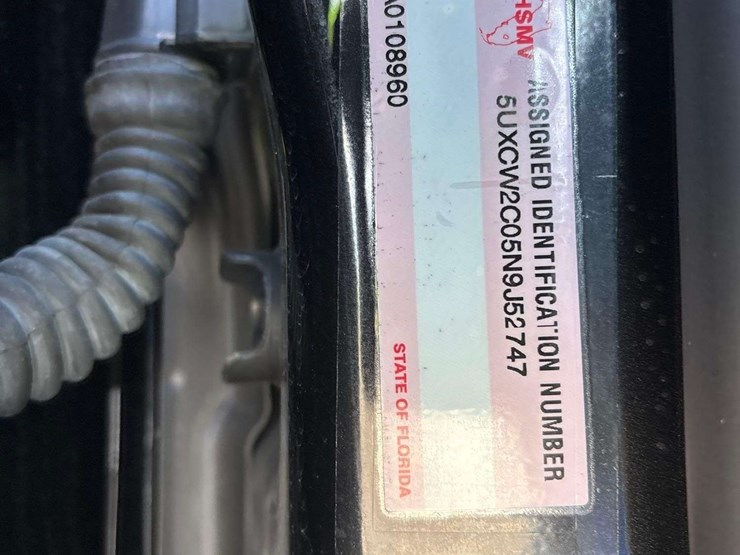 HSMV ASSIGNED IDENTIFICATION NUMBER
5UXCW2C05N9J52747
A0108960 STATE OF FLORIDA